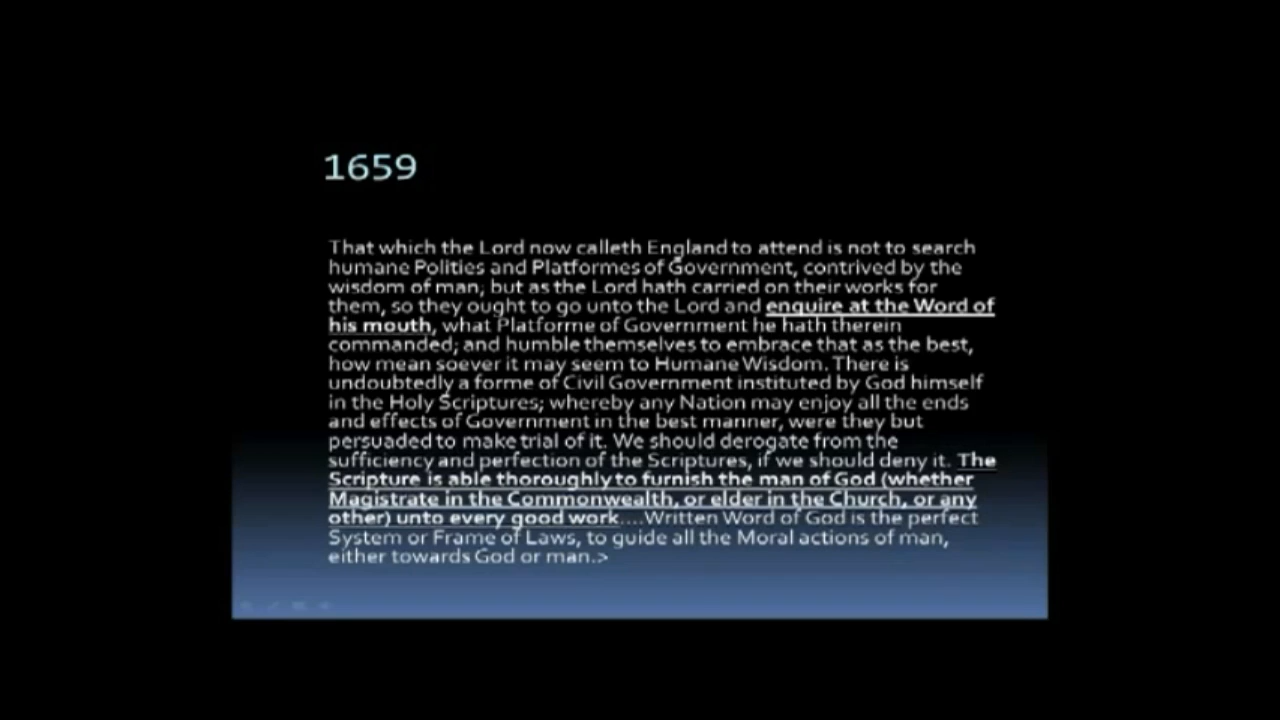 1659
That which the Lord now calleth England to attend is not to search
humane Polities and Platformes of Government, contrived by the
wisdom of man; but as the Lord hath carried on their works for
them, so they ought to go unto the Lord and enquire at the Word of
his mouth, what Platforme of Government he hath therein
commanded; and humble themselves to embrace that as the best,
how mean soever it may seem to Humane Wisdom. There is
undoubtedly a forme of Civil Government instituted by God himself
in the Holy Scriptures; whereby any Nation may enjoy all the ends
and effects of Government in the best manner, were they but
persuaded to make trial of it. We should derogate from the
sufficiency and perfection of the Scriptures, if we should deny it. The
Scripture is able thoroughly to furnish the man of God (whether
Magistrate in the Commonwealth, or elder in the Church, or any
other) unto every good work....Written Word of God is the perfect
System or Frame of Laws, to guide all the Moral actions of man,
either towards God or man.>